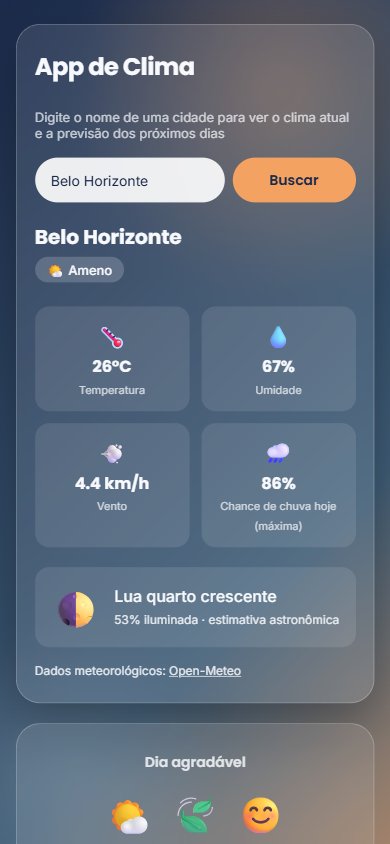 App de Clima
Digite o nome de uma cidade para ver o clima atual
e a previsão dos próximos dias
Belo Horizonte
Buscar
Belo Horizonte
Ameno
26°C
Temperatura
67%
Umidade
4.4 km/h
Vento
86%
Chance de chuva hoje
(máxima)
Lua quarto crescente
53% iluminada · estimativa astronômica
Dados meteorológicos: Open-Meteo
Dia agradável